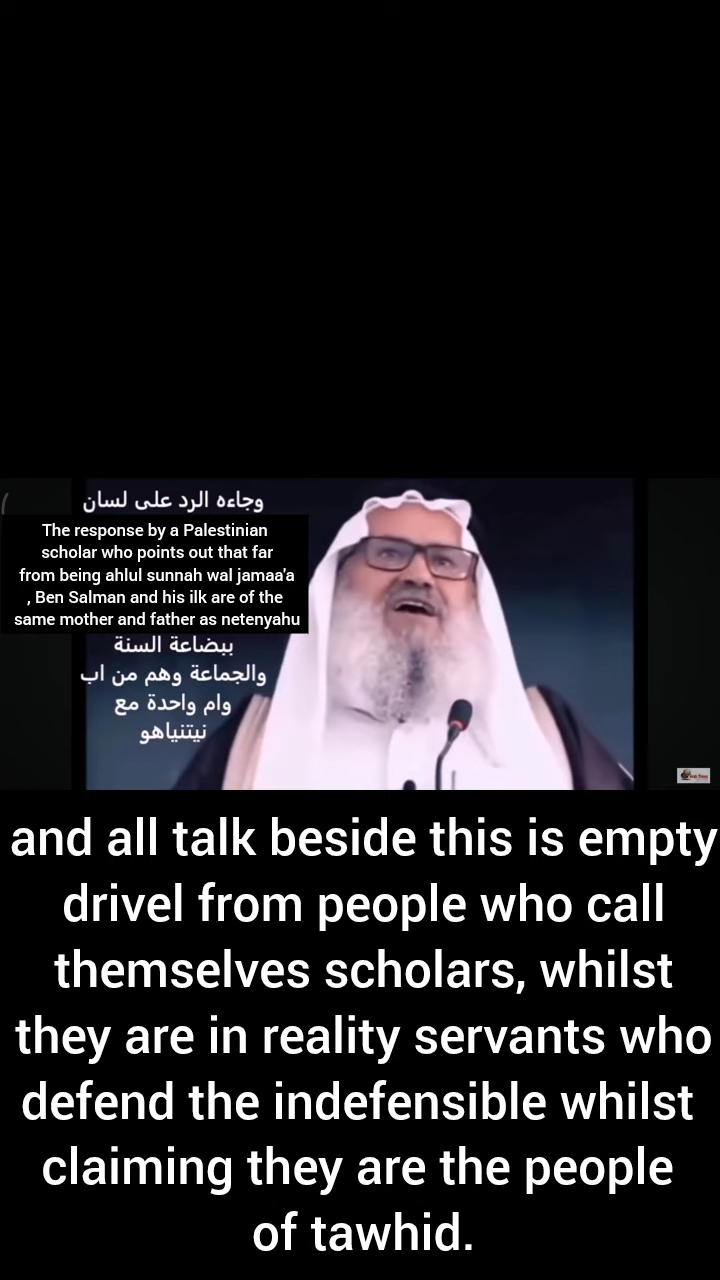 وجاءه الرد على لسان
The response by a Palestinian
scholar who points out that far
from being ahlul sunnah wal jamaa'a
, Ben Salman and his ilk are of the
same mother and father as netenyahu
ببضاعة السنة
والجماعة وهم من اب
وام واحدة مع
نيتنياهو
and all talk beside this is empty
drivel from people who call
themselves scholars, whilst
they are in reality servants who
defend the indefensible whilst
claiming they are the people
of tawhid.